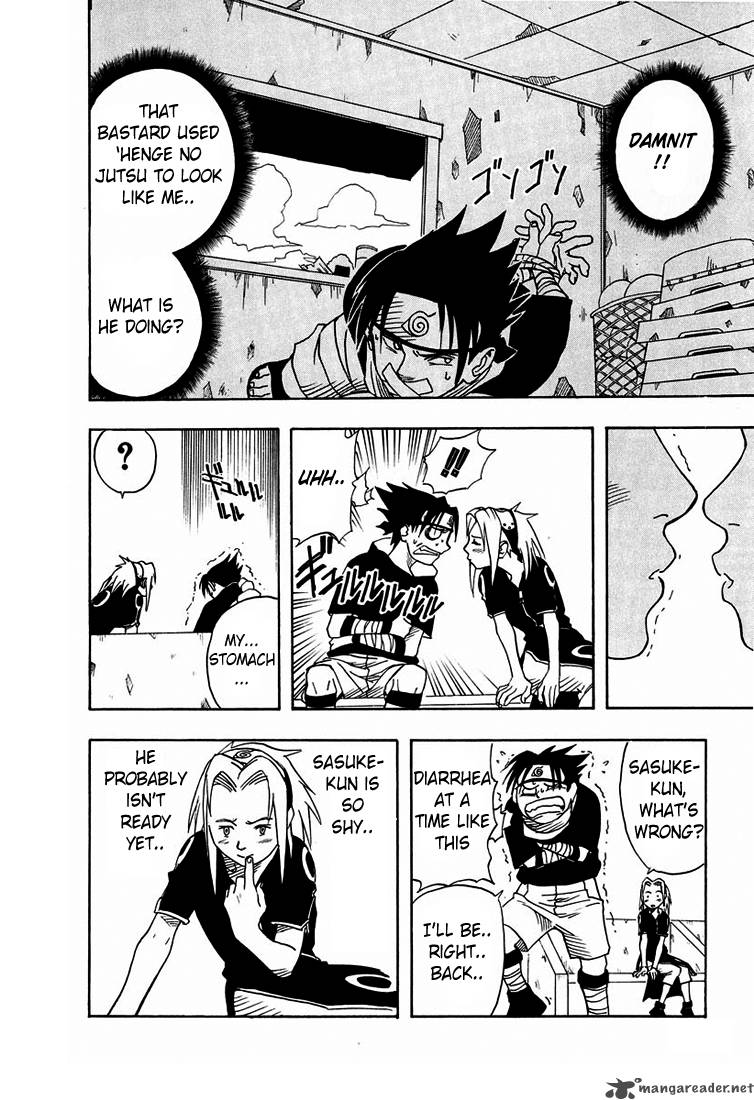 DAMNIT
!!
ゴソゴソ
THAT
BASTARD USED
'HENGE NO
JUTSU TO LOOK
LIKE ME..
WHAT IS
HE DOING?
!!
UHH..
ギュルルルルル
?
ギュルルル
ルル
MY...
STOMACH
...
SASUKE-
KUN,
WHAT'S
WRONG?
DIARRHEA
AT A
TIME LIKE
THIS
I'LL BE..
RIGHT..
BACK..
SASUKE-
KUN IS
SO
SHY..
HE
PROBABLY
ISN'T
READY
YET..
mangareader.net